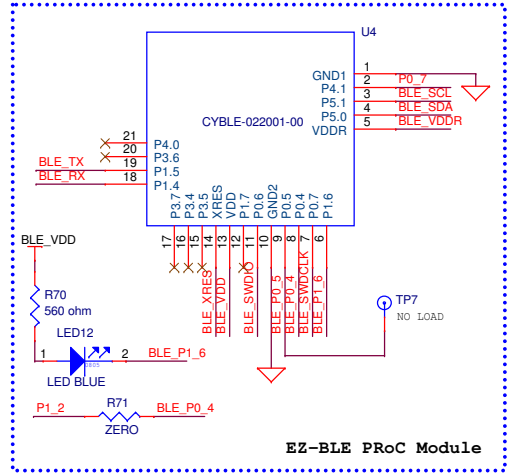 U4
CYBLE-022001-00
GND1 1
P4.1 2 P0_7
P5.1 3 BLE_SCL
P5.0 4 BLE_SDA
VDDR 5 BLE_VDDR
21 P4.0
20 P3.6
BLE_TX 19 P1.5
BLE_RX 18 P1.4
P3.7
P3.4
P3.5
XRES
VDD
P1.7
P0.6
GND2
P0.5
P0.4
P0.7
P1.6
17
16
15
14
13
12
11
10
9
8
7
6
BLE_XRES
BLE_VDD
BLE_SWDIO
BLE_P0_5
BLE_P0_4
BLE_SWDCLK
BLE_P1_6
BLE_VDD
R70
560 ohm
LED12
1 2 BLE_P1_6
0805
LED BLUE
TP7
NO LOAD
P1_2 R71 BLE_P0_4
ZERO
EZ-BLE PRoC Module